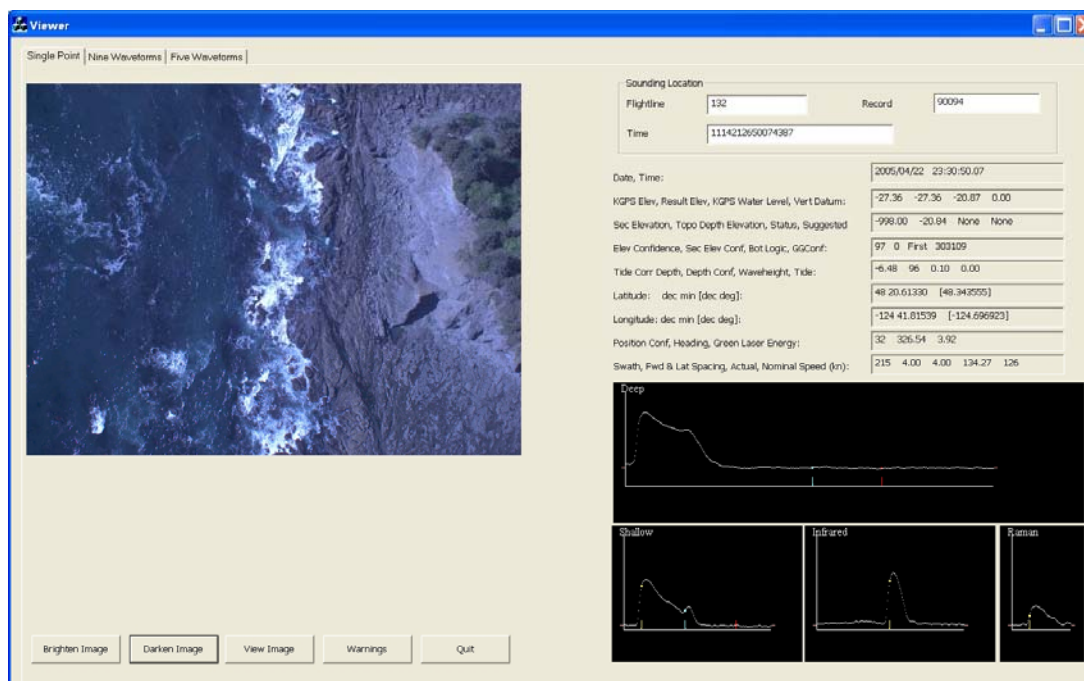 Viewer
Single Point Nine Waveforms Five Waveforms
Sounding Location
Flightline 132 Record 90094
Time 1114212650074387
Date, Time: 2005/04/22 23:30:50.07
KGPS Elev, Result Elev, KGPS Water Level, Vert Datum: -27.36 -27.36 -20.87 0.00
Sec Elevation, Topo Depth Elevation, Status, Suggested -998.00 -20.84 None None
Elev Confidence, Sec Elev Conf, Bot Logic, GGConf: 97 0 First 303109
Tide Corr Depth, Depth Conf, Waveheight, Tide: -6.48 96 0.10 0.00
Latitude: dec min [dec deg]: 48 20.61330 [48.343555]
Longitude: dec min [dec deg]: -124 41.81539 [-124.696923]
Position Conf, Heading, Green Laser Energy: 32 326.54 3.92
Swath, Fwd & Lat Spacing, Actual, Nominal Speed (kn): 215 4.00 4.00 134.27 126
Deep
Shallow Infrared Raman
Brighten Image Darken Image View Image Warnings Quit